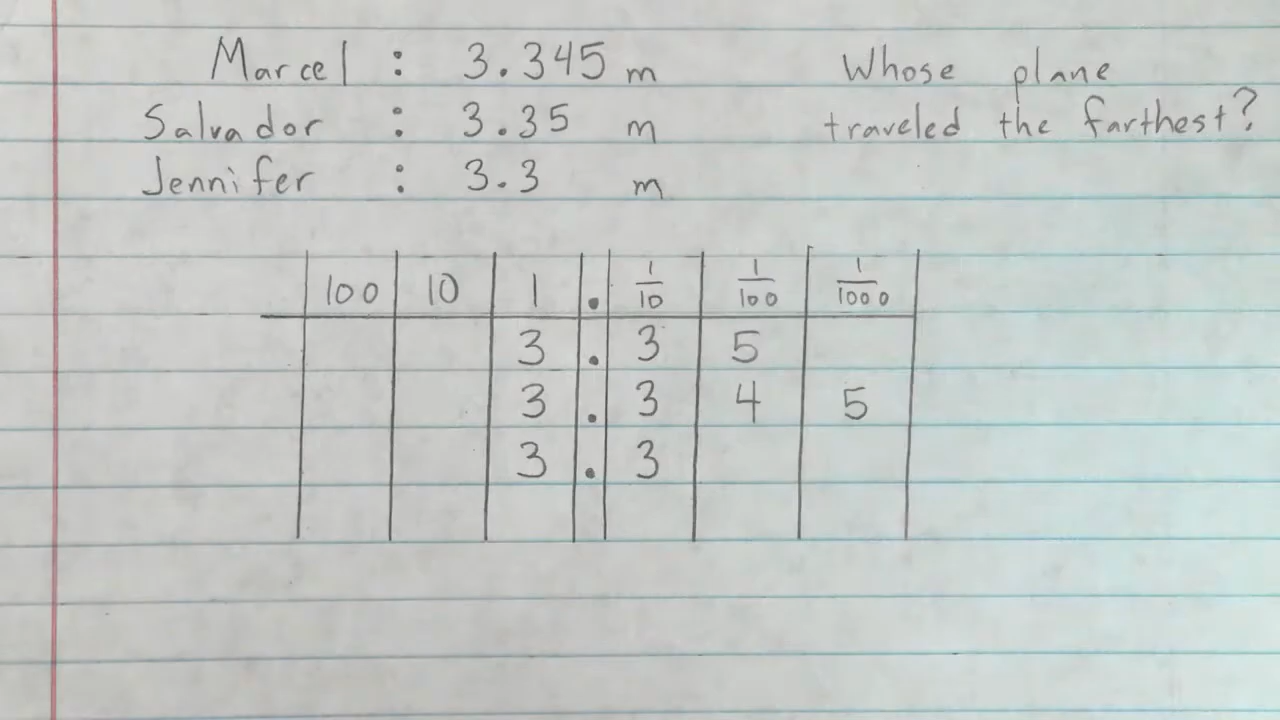 Marcel : 3.345 m
Salvador : 3.35 m
Jennifer : 3.3 m
Whose plane
traveled the farthest?
100 10 1 . 1/10 1/100 1/1000
3 . 3 5
3 . 3 4 5
3 . 3